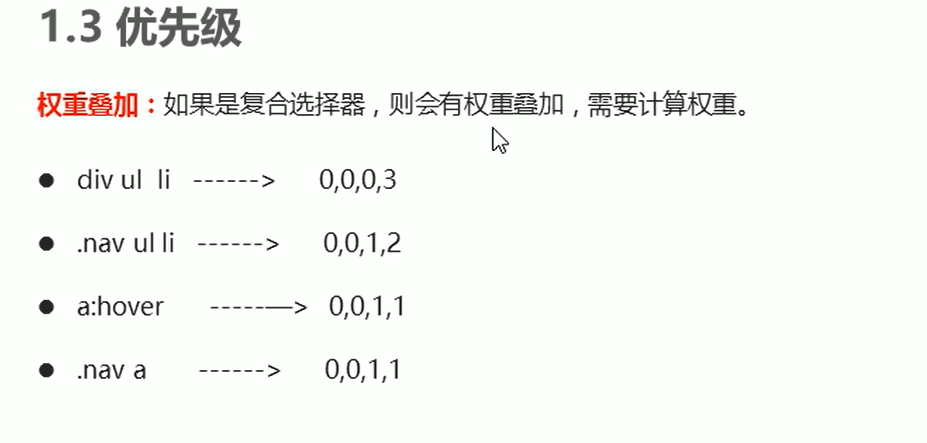 1.3 优先级
权重叠加：如果是复合选择器，则会有权重叠加，需要计算权重。
● div ul  li   ------>      0,0,0,3
● .nav ul li   ------>      0,0,1,2
● a:hover      -----—>   0,0,1,1
● .nav a       ------>      0,0,1,1